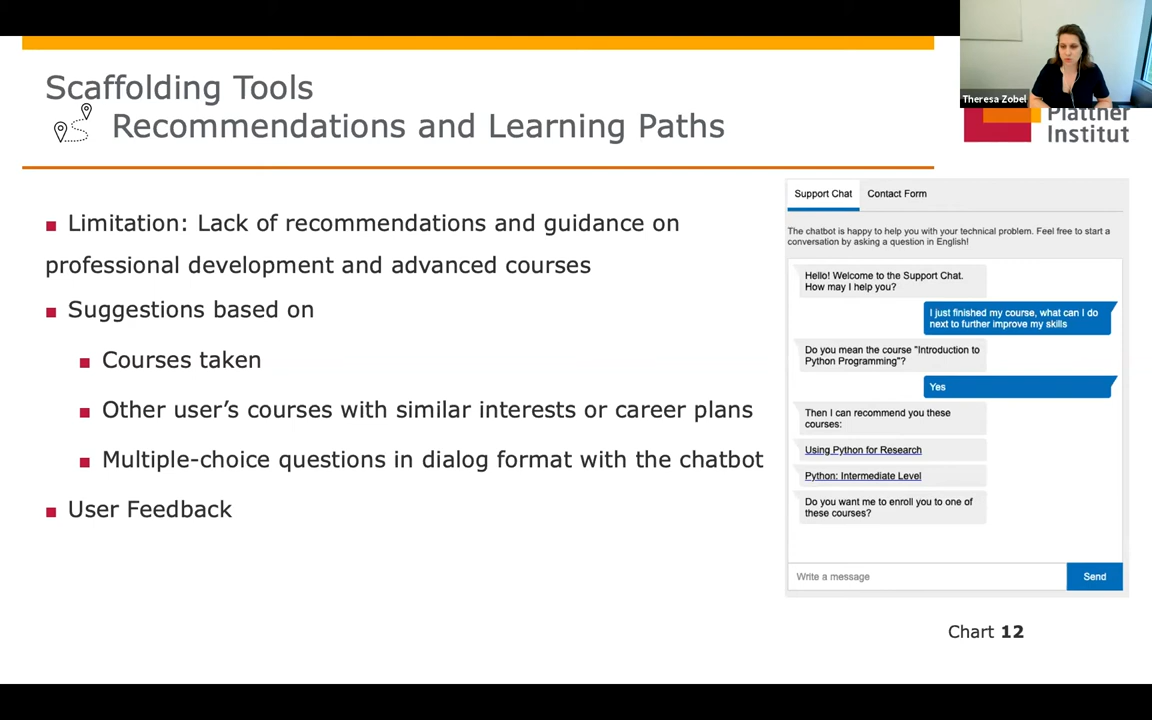 Scaffolding Tools
Recommendations and Learning Paths
Theresa Zobel
Plattner
Institut
Limitation: Lack of recommendations and guidance on
professional development and advanced courses
Suggestions based on
Courses taken
Other user’s courses with similar interests or career plans
Multiple-choice questions in dialog format with the chatbot
User Feedback
Support Chat
Contact Form
The chatbot is happy to help you with your technical problem. Feel free to start a
conversation by asking a question in English!
Hello! Welcome to the Support Chat.
How may I help you?
I just finished my course, what can I do
next to further improve my skills
Do you mean the course "Introduction to
Python Programming"?
Yes
Then I can recommend you these
courses:
Using Python for Research
Python: Intermediate Level
Do you want me to enroll you to one of
these courses?
Write a message
Send
Chart 12